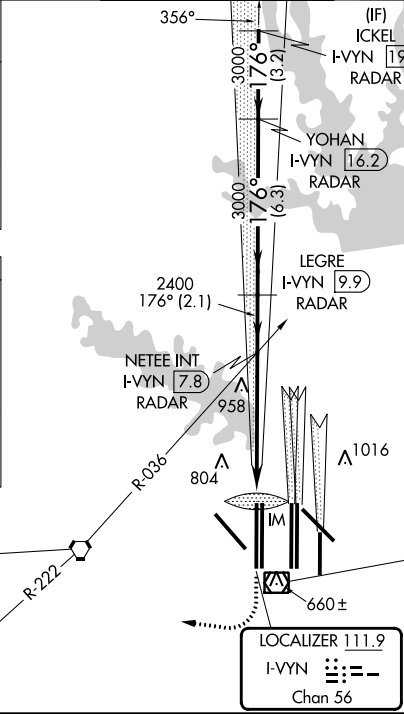 356°
(IF)
ICKEL
I-VYN 19
RADAR
3000
176°
(3.2)
YOHAN
I-VYN 16.2
RADAR
3000
176°
(6.3)
LEGRE
I-VYN 9.9
RADAR
2400
176° (2.1)
NETEE INT
I-VYN 7.8
RADAR
958
1016
804
R-036
IM
R-222
660±
LOCALIZER 111.9
I-VYN
Chan 56